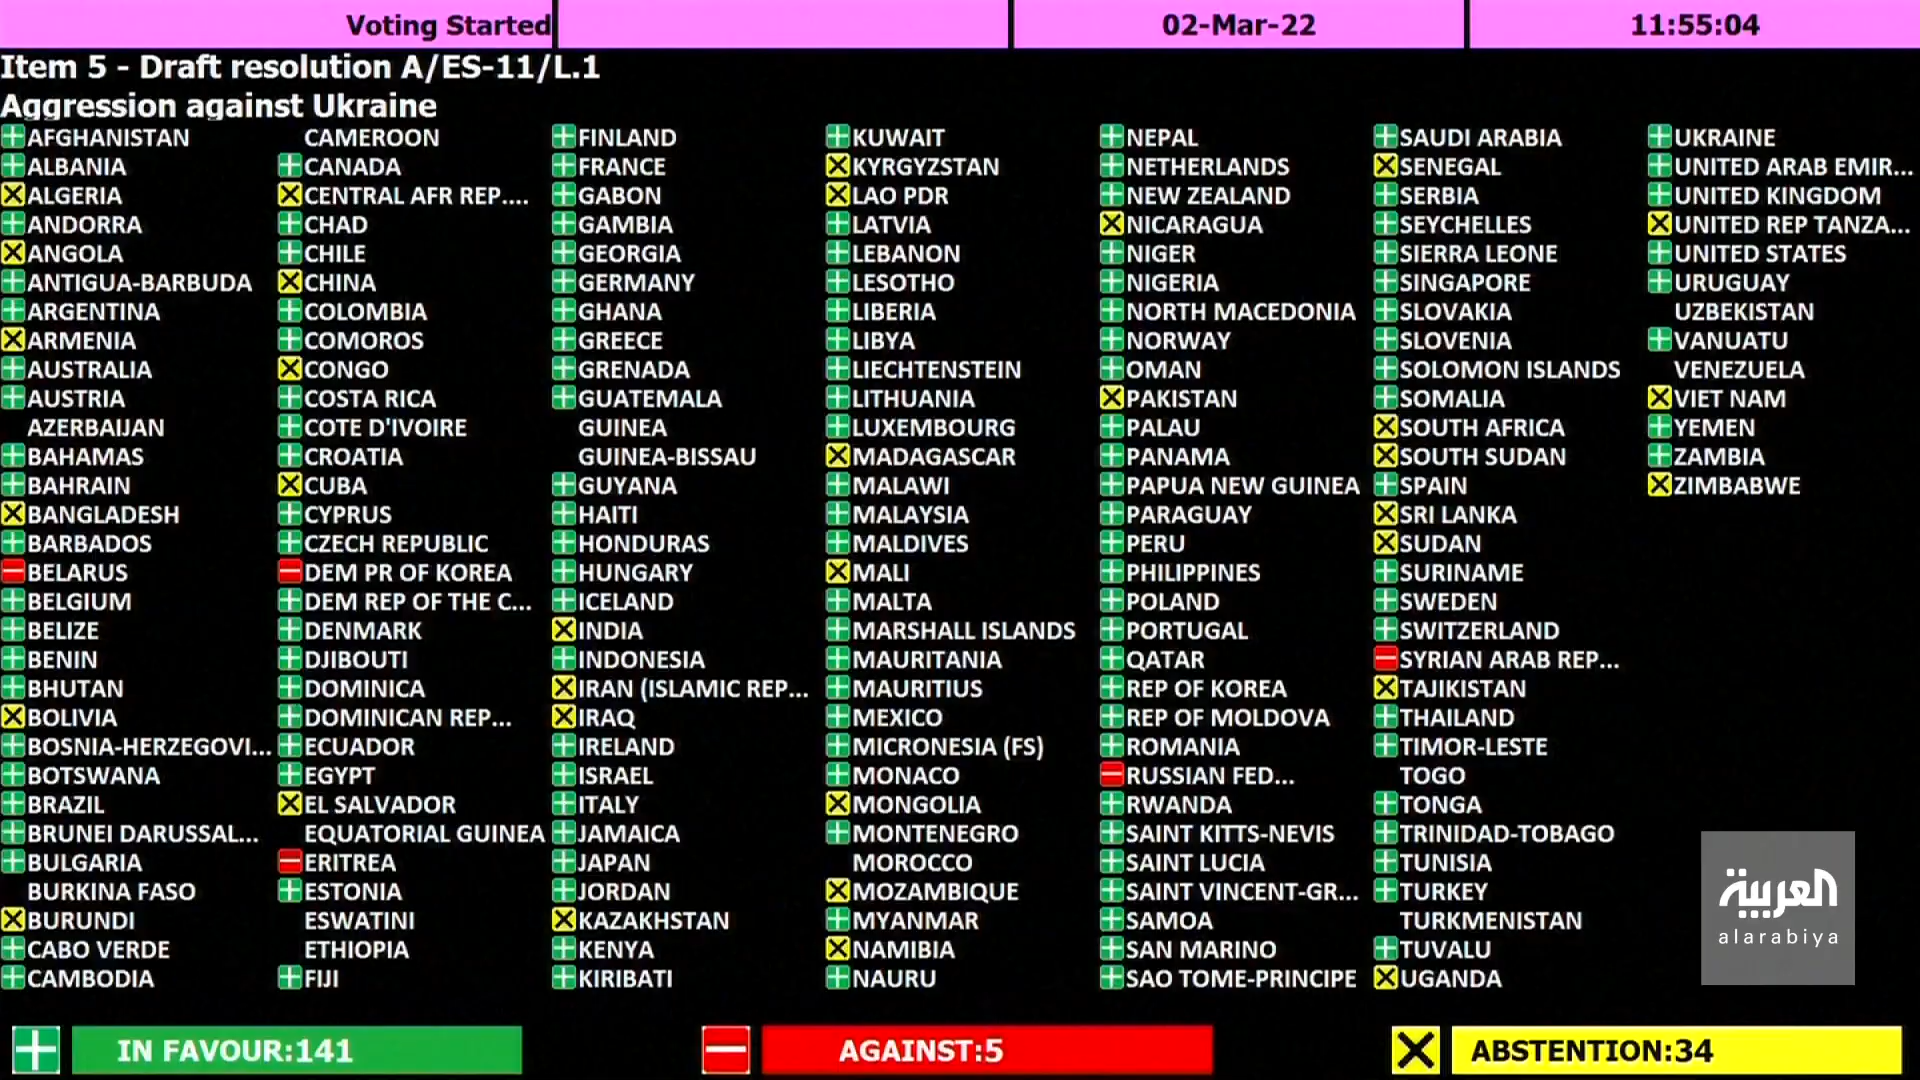 Voting Started
02-Mar-22
11:55:04
Item 5 - Draft resolution A/ES-11/L.1
Aggression against Ukraine
AFGHANISTAN
ALBANIA
ALGERIA
ANDORRA
ANGOLA
ANTIGUA-BARBUDA
ARGENTINA
ARMENIA
AUSTRALIA
AUSTRIA
AZERBAIJAN
BAHAMAS
BAHRAIN
BANGLADESH
BARBADOS
BELARUS
BELGIUM
BELIZE
BENIN
BHUTAN
BOLIVIA
BOSNIA-HERZEGOVI...
BOTSWANA
BRAZIL
BRUNEI DARUSSAL...
BULGARIA
BURKINA FASO
BURUNDI
CABO VERDE
CAMBODIA
CAMEROON
CANADA
CENTRAL AFR REP....
CHAD
CHILE
CHINA
COLOMBIA
COMOROS
CONGO
COSTA RICA
COTE D'IVOIRE
CROATIA
CUBA
CYPRUS
CZECH REPUBLIC
DEM PR OF KOREA
DEM REP OF THE C...
DENMARK
DJIBOUTI
DOMINICA
DOMINICAN REP...
ECUADOR
EGYPT
EL SALVADOR
EQUATORIAL GUINEA
ERITREA
ESTONIA
ESWATINI
ETHIOPIA
FIJI
FINLAND
FRANCE
GABON
GAMBIA
GEORGIA
GERMANY
GHANA
GREECE
GRENADA
GUATEMALA
GUINEA
GUINEA-BISSAU
GUYANA
HAITI
HONDURAS
HUNGARY
ICELAND
INDIA
INDONESIA
IRAN (ISLAMIC REP...
IRAQ
IRELAND
ISRAEL
ITALY
JAMAICA
JAPAN
JORDAN
KAZAKHSTAN
KENYA
KIRIBATI
KUWAIT
KYRGYZSTAN
LAO PDR
LATVIA
LEBANON
LESOTHO
LIBERIA
LIBYA
LIECHTENSTEIN
LITHUANIA
LUXEMBOURG
MADAGASCAR
MALAWI
MALAYSIA
MALDIVES
MALI
MALTA
MARSHALL ISLANDS
MAURITANIA
MAURITIUS
MEXICO
MICRONESIA (FS)
MONACO
MONGOLIA
MONTENEGRO
MOROCCO
MOZAMBIQUE
MYANMAR
NAMIBIA
NAURU
NEPAL
NETHERLANDS
NEW ZEALAND
NICARAGUA
NIGER
NIGERIA
NORTH MACEDONIA
NORWAY
OMAN
PAKISTAN
PALAU
PANAMA
PAPUA NEW GUINEA
PARAGUAY
PERU
PHILIPPINES
POLAND
PORTUGAL
QATAR
REP OF KOREA
REP OF MOLDOVA
ROMANIA
RUSSIAN FED...
RWANDA
SAINT KITTS-NEVIS
SAINT LUCIA
SAINT VINCENT-GR...
SAMOA
SAN MARINO
SAO TOME-PRINCIPE
SAUDI ARABIA
SENEGAL
SERBIA
SEYCHELLES
SIERRA LEONE
SINGAPORE
SLOVAKIA
SLOVENIA
SOLOMON ISLANDS
SOMALIA
SOUTH AFRICA
SOUTH SUDAN
SPAIN
SRI LANKA
SUDAN
SURINAME
SWEDEN
SWITZERLAND
SYRIAN ARAB REP...
TAJIKISTAN
THAILAND
TIMOR-LESTE
TOGO
TONGA
TRINIDAD-TOBAGO
TUNISIA
TURKEY
TURKMENISTAN
TUVALU
UGANDA
UKRAINE
UNITED ARAB EMIR...
UNITED KINGDOM
UNITED REP TANZA...
UNITED STATES
URUGUAY
UZBEKISTAN
VANUATU
VENEZUELA
VIET NAM
YEMEN
ZAMBIA
ZIMBABWE
العربية
alarabiya
IN FAVOUR:141
AGAINST:5
ABSTENTION:34